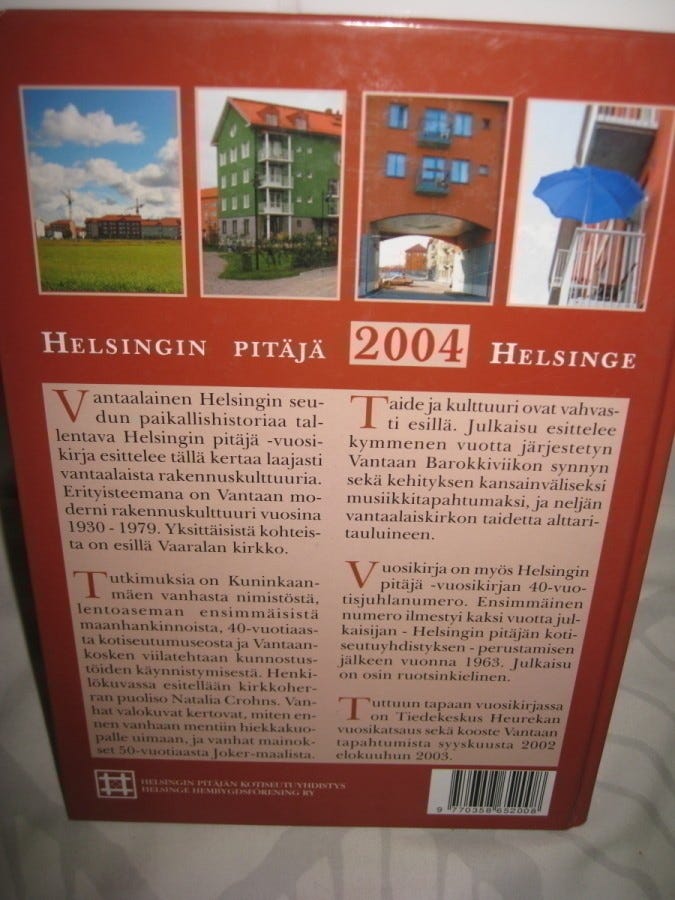 HELSINGIN PITÄJÄ 2004 HELSINGE
Vantaalainen Helsingin seu-
dun paikallishistoriaa tal-
lentava Helsingin pitäjä -vuosi-
kirja esittelee tällä kertaa laajasti
vantaalaista rakennuskulttuuria.
Erityisteemana on Vantaan mo-
derni rakennuskulttuuri vuosina
1930 - 1979. Yksittäisistä kohteis-
ta on esillä Vaaralan kirkko.
Tutkimuksia on Kuninkaan-
mäen vanhasta nimistöstä,
lentoaseman ensimmäisistä
maanhankinnoista, 40-vuotiaas-
ta kotiseutumuseosta ja Vantaan-
kosken viilatehtaan kunnostus-
töiden käynnistymisestä. Henki-
lökuvassa esitellään kirkkoher-
ran puoliso Natalia Crohns. Van-
hat valokuvat kertovat, miten en-
nen vanhaan mentiin hiekkakuo-
palle uimaan, ja vanhat mainok-
set 50-vuotiaasta Joker-maalista.
Taide ja kulttuuri ovat vahvas-
ti esillä. Julkaisu esittelee
kymmenen vuotta järjestetyn
Vantaan Barokkiviikon synnyn
sekä kehityksen kansainväliseksi
musiikkitapahtumaksi, ja neljän
vantaalaiskirkon taidetta alttari-
tauluineen.
Vuosikirja on myös Helsingin
pitäjä -vuosikirjan 40-vuo-
tisjuhlanumero. Ensimmäinen
numero ilmestyi kaksi vuotta jul-
kaisijan - Helsingin pitäjän koti-
seutuyhdistyksen - perustamisen
jälkeen vuonna 1963. Julkaisu
on osin ruotsinkielinen.
Tuttuun tapaan vuosikirjassa
on Tiedekeskus Heurekan
vuosikatsaus sekä kooste Vantaan
tapahtumista syyskuusta 2002
elokuuhun 2003.
HELSINGIN PITÄJÄN KOTISEUTUYHDISTYS
HELSINGE HEMBYGDSFÖRENING RY
9 770358 652008